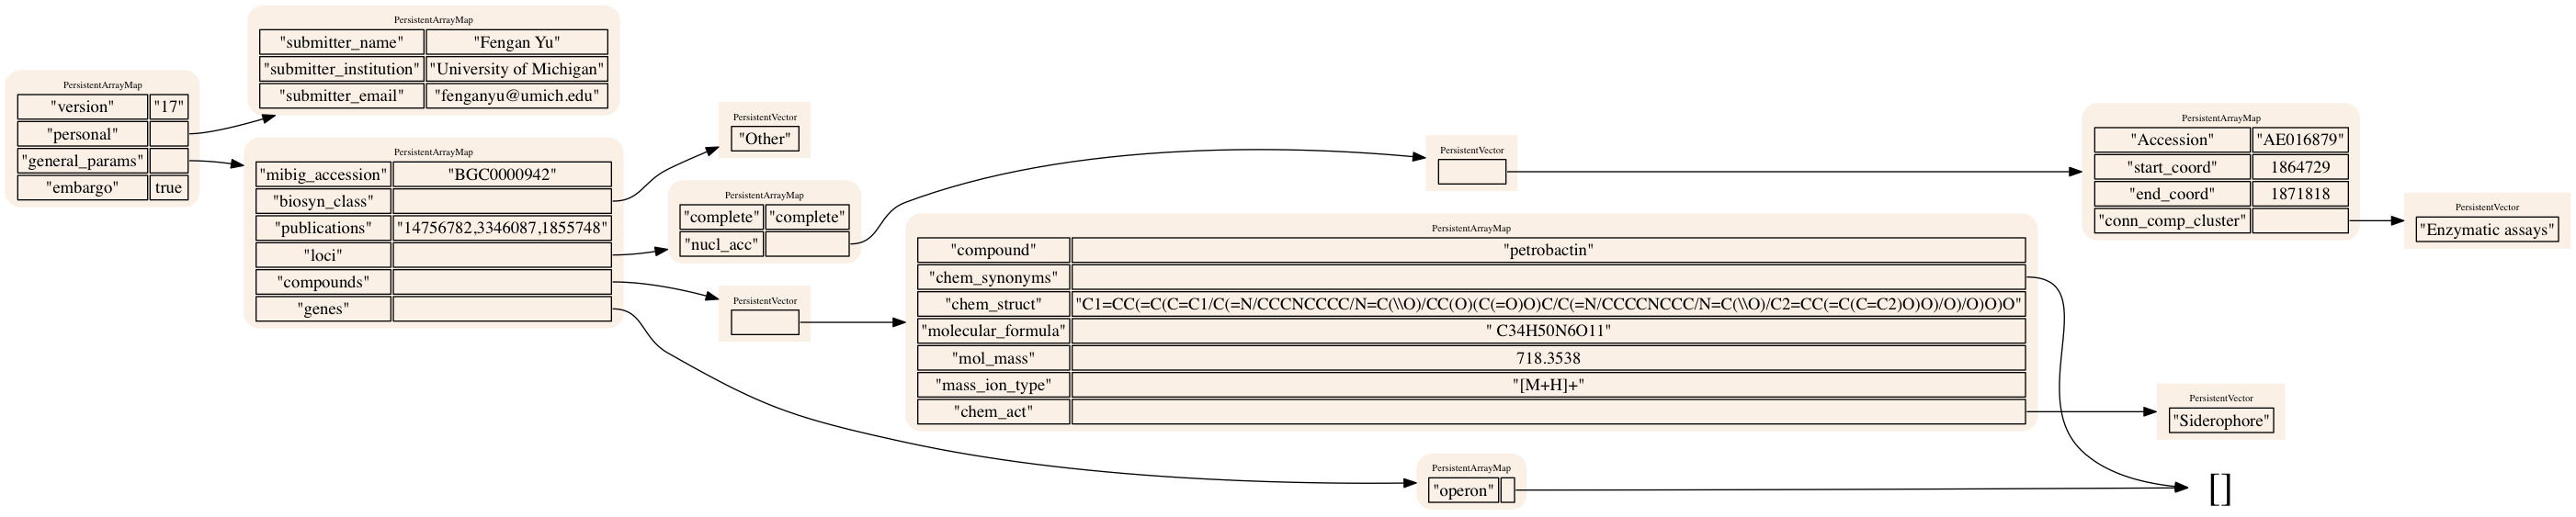 PersistentArrayMap
"version" "17"
"personal"
"general_params"
"embargo" true
PersistentArrayMap
"submitter_name" "Fengan Yu"
"submitter_institution" "University of Michigan"
"submitter_email" "fenganyu@umich.edu"
PersistentArrayMap
"mibig_accession" "BGC0000942"
"biosyn_class"
"publications" "14756782,3346087,1855748"
"loci"
"compounds"
"genes"
PersistentVector
"Other"
PersistentArrayMap
"complete" "complete"
"nucl_acc"
PersistentVector
PersistentVector
PersistentArrayMap
"compound" "petrobactin"
"chem_synonyms"
"chem_struct" "C1=CC(=C(C=C1/C(=N/CCCNCCCC/N=C(\\O)/CC(O)(C(=O)O)C/C(=N/CCCCNCCC/N=C(\\O)/C2=CC(=C(C=C2)O)O)/O)/O)O)O"
"molecular_formula" " C34H50N6O11"
"mol_mass" 718.3538
"mass_ion_type" "[M+H]+"
"chem_act"
PersistentArrayMap
"operon"
PersistentArrayMap
"Accession" "AE016879"
"start_coord" 1864729
"end_coord" 1871818
"conn_comp_cluster"
PersistentVector
"Enzymatic assays"
PersistentVector
"Siderophore"
[]